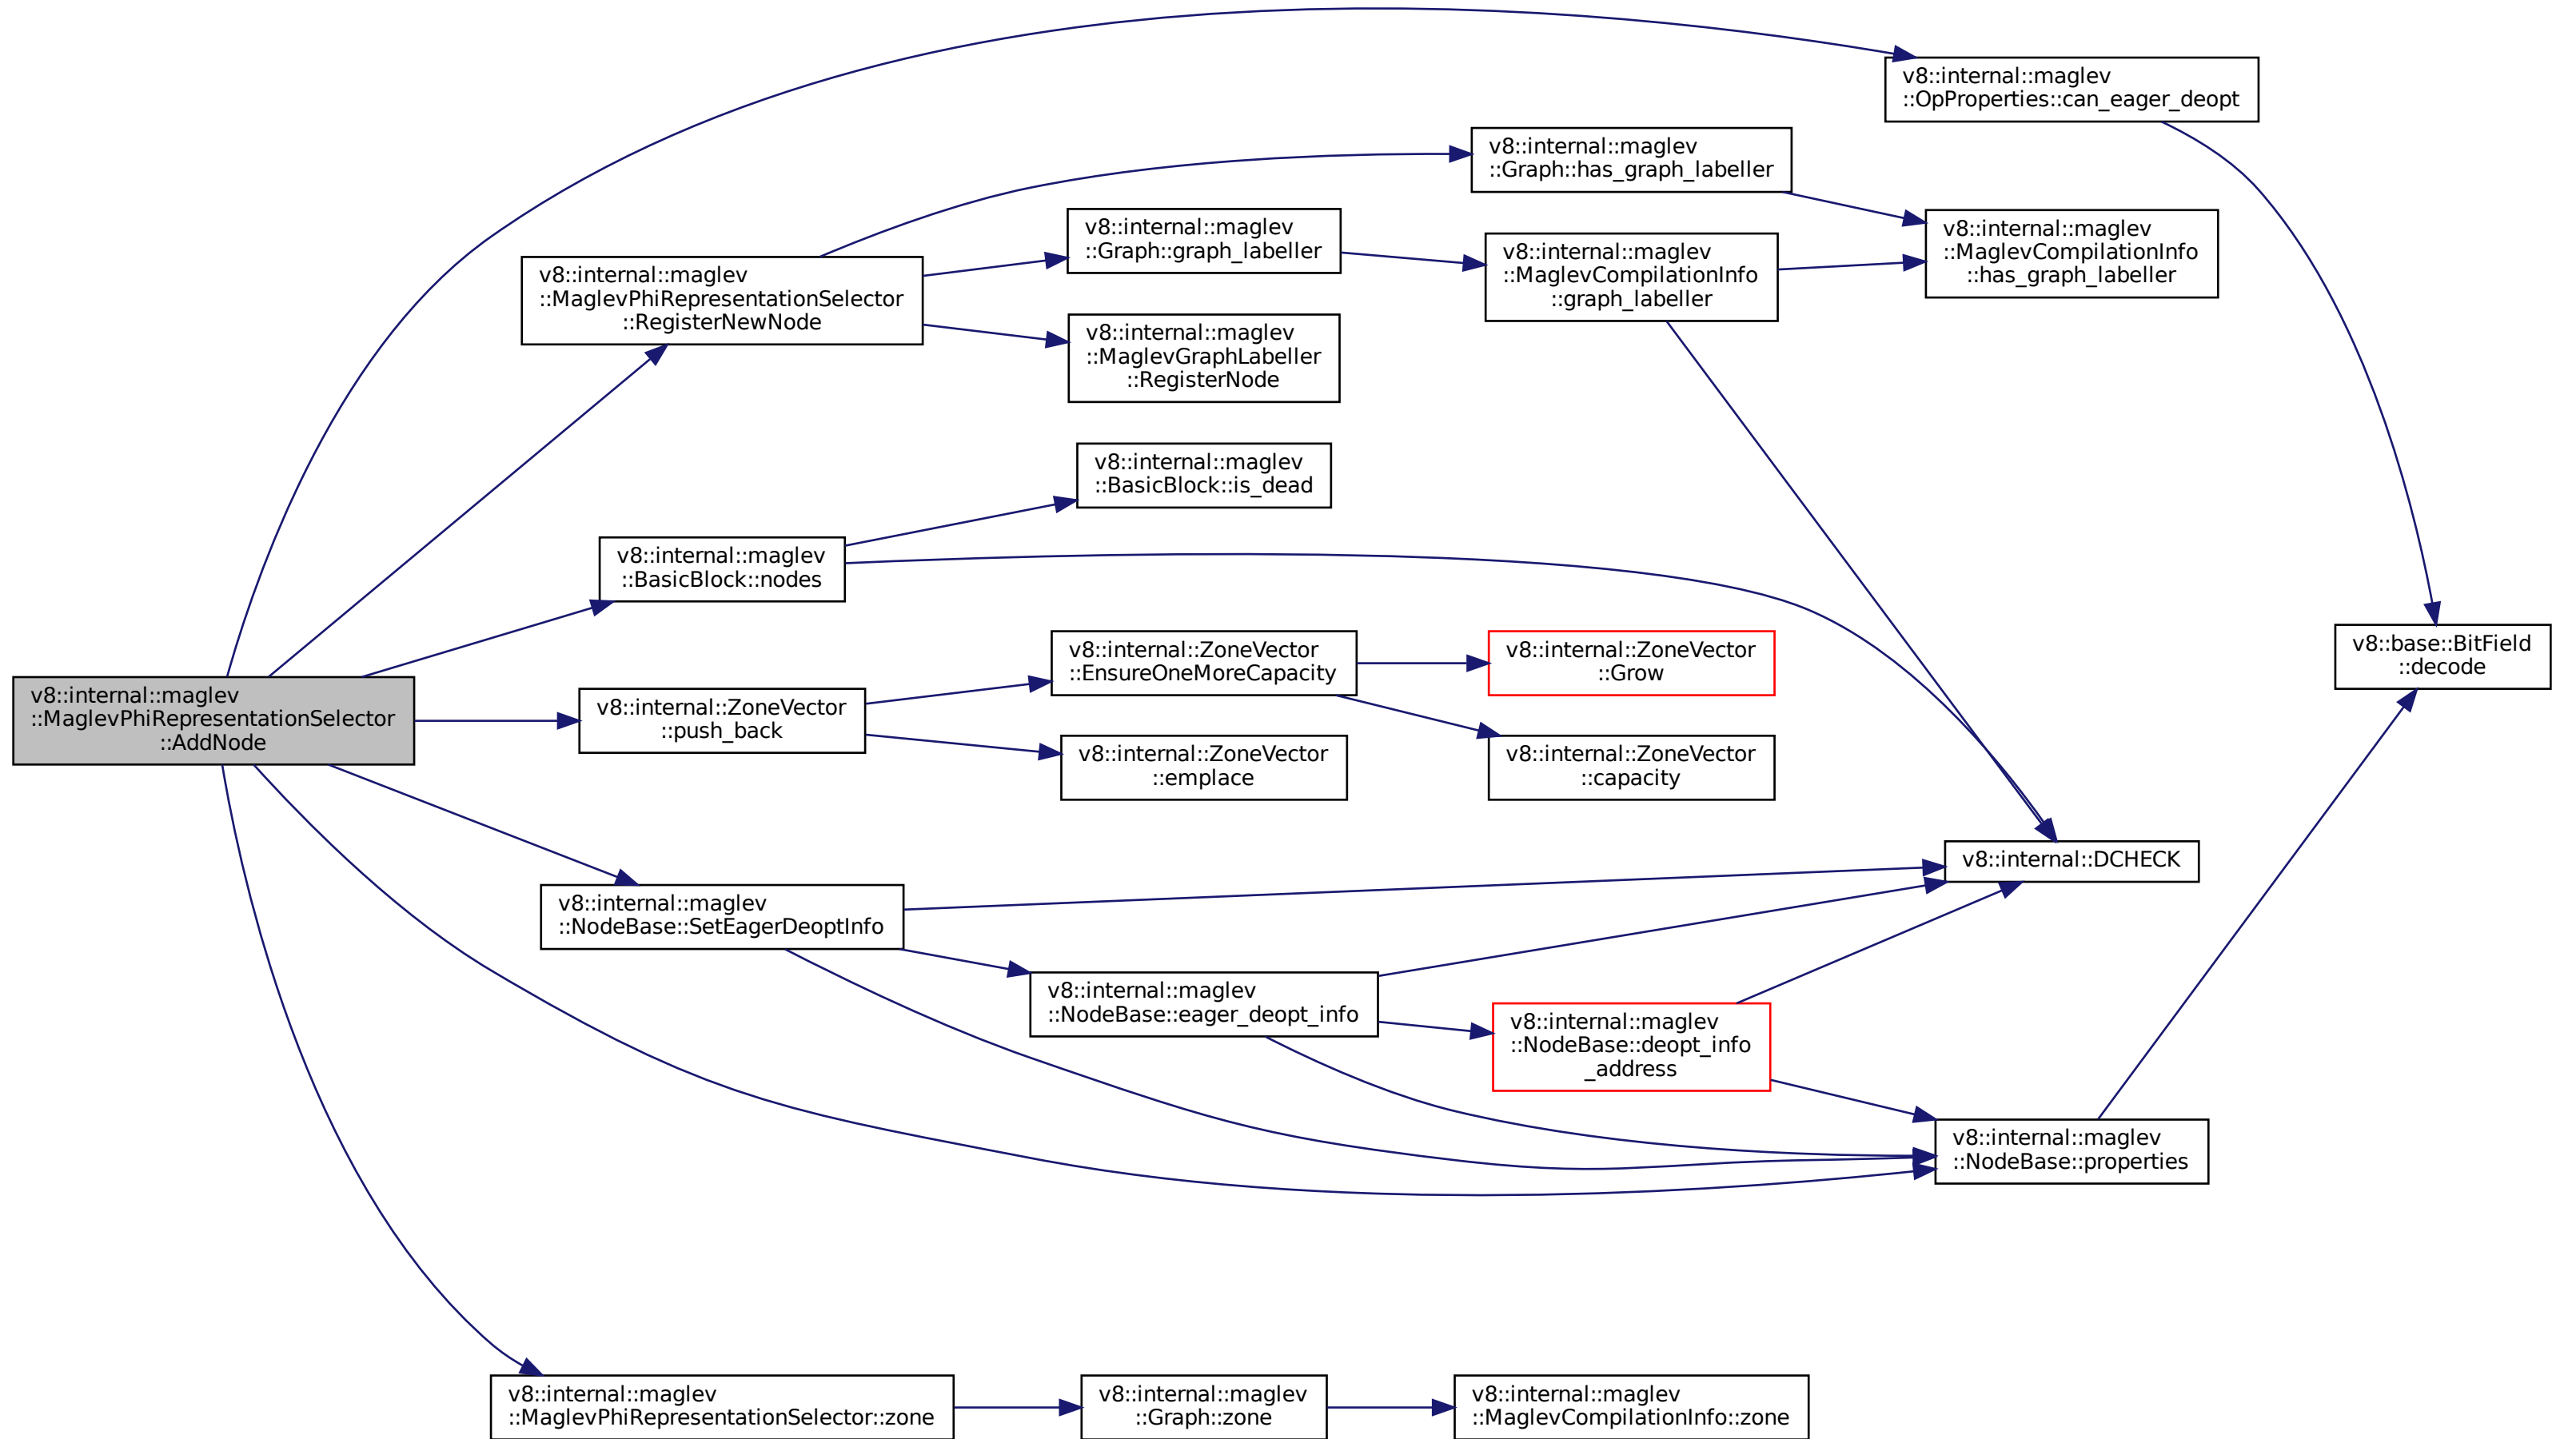 v8::internal::maglev
::MaglevPhiRepresentationSelector
::AddNode
v8::internal::maglev
::OpProperties::can_eager_deopt
v8::internal::maglev
::MaglevPhiRepresentationSelector
::RegisterNewNode
v8::internal::maglev
::Graph::has_graph_labeller
v8::internal::maglev
::Graph::graph_labeller
v8::internal::maglev
::MaglevCompilationInfo
::graph_labeller
v8::internal::maglev
::MaglevCompilationInfo
::has_graph_labeller
v8::internal::maglev
::MaglevGraphLabeller
::RegisterNode
v8::internal::maglev
::BasicBlock::is_dead
v8::internal::maglev
::BasicBlock::nodes
v8::internal::ZoneVector
::push_back
v8::internal::ZoneVector
::EnsureOneMoreCapacity
v8::internal::ZoneVector
::Grow
v8::internal::ZoneVector
::emplace
v8::internal::ZoneVector
::capacity
v8::base::BitField
::decode
v8::internal::DCHECK
v8::internal::maglev
::NodeBase::SetEagerDeoptInfo
v8::internal::maglev
::NodeBase::eager_deopt_info
v8::internal::maglev
::NodeBase::deopt_info
_address
v8::internal::maglev
::NodeBase::properties
v8::internal::maglev
::MaglevPhiRepresentationSelector::zone
v8::internal::maglev
::Graph::zone
v8::internal::maglev
::MaglevCompilationInfo::zone